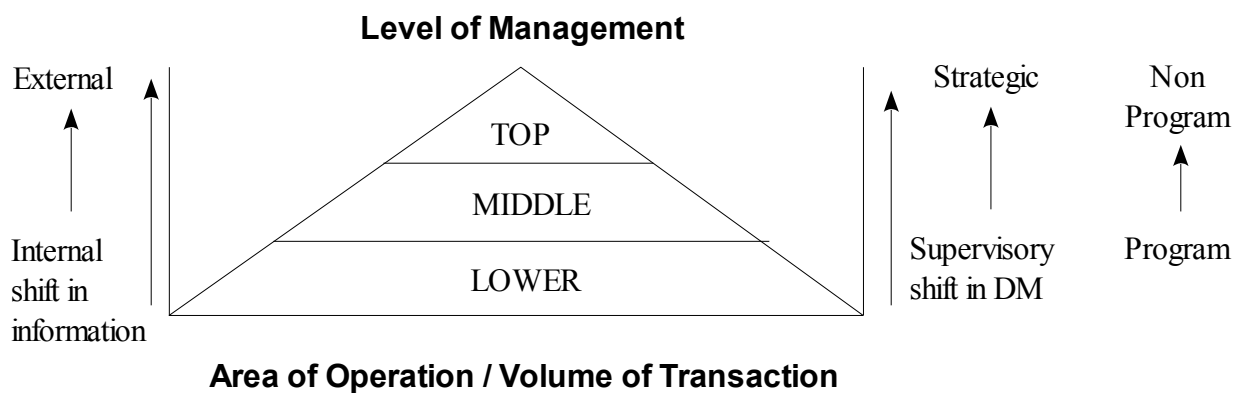 Level of Management
External
Strategic
Non
Program
TOP
MIDDLE
LOWER
Internal
shift in
information
Supervisory
shift in DM
Program
Area of Operation / Volume of Transaction